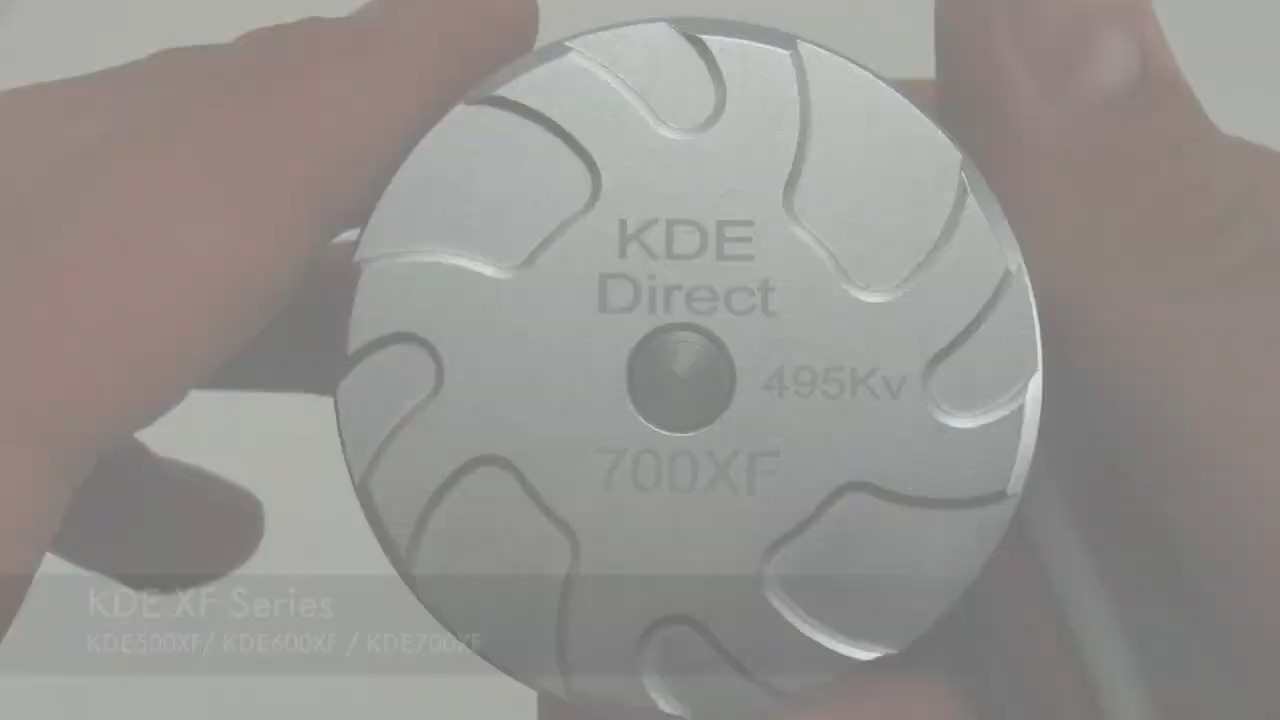 KDE
Direct
495Kv
700XF
KDE XF Series
KDE500XF/ KDE600XF / KDE700XF